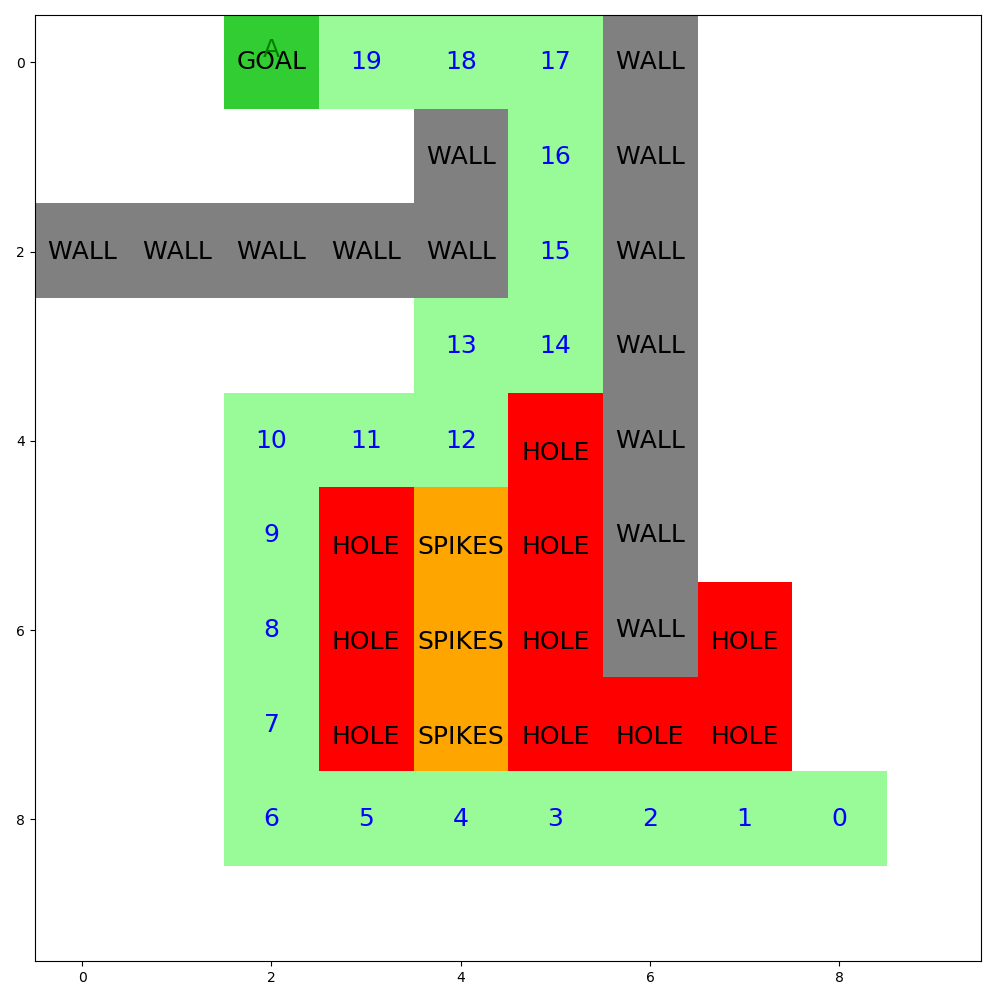 A
0 GOAL 19 18 17 WALL
WALL 16 WALL
2 WALL WALL WALL WALL WALL 15 WALL
13 14 WALL
4 10 11 12 HOLE WALL
9 HOLE SPIKES HOLE WALL
6 8 HOLE SPIKES HOLE WALL HOLE
7 HOLE SPIKES HOLE HOLE HOLE
8 6 5 4 3 2 1 0
0 2 4 6 8